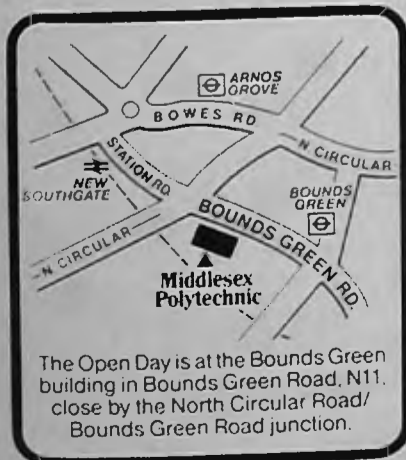 ARNOS
GROVE
BOWES RD
N CIRCULAR
STATION RD.
NEW
SOUTHGATE
BOUNDS
GREEN
BOUNDS GREEN RD.
N CIRCULAR
Middlesex
Polytechnic
The Open Day is at the Bounds Green
building in Bounds Green Road, N11,
close by the North Circular Road/
Bounds Green Road junction.